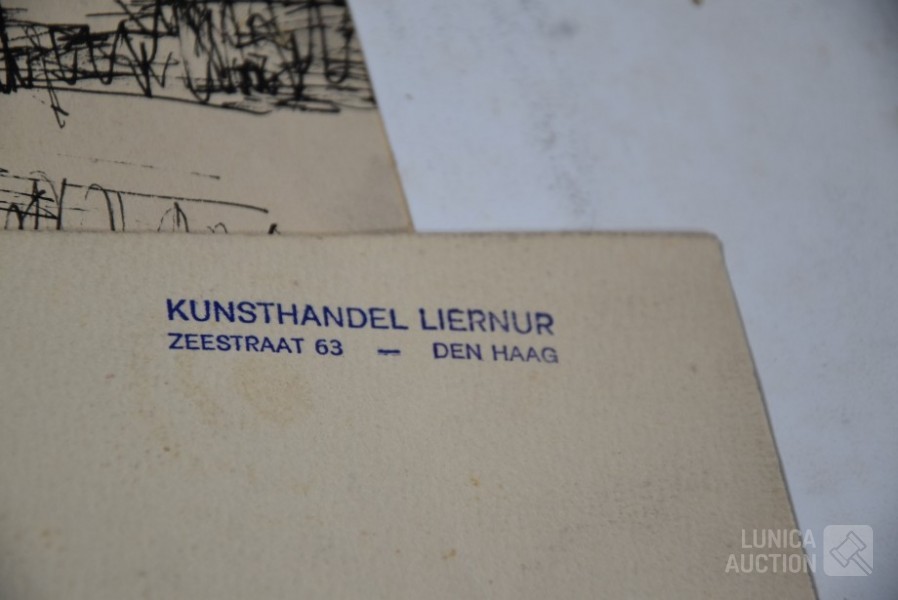 KUNSTHANDEL LIERNUR
ZEESTRAAT 63 — DEN HAAG
LUNICA
AUCTION